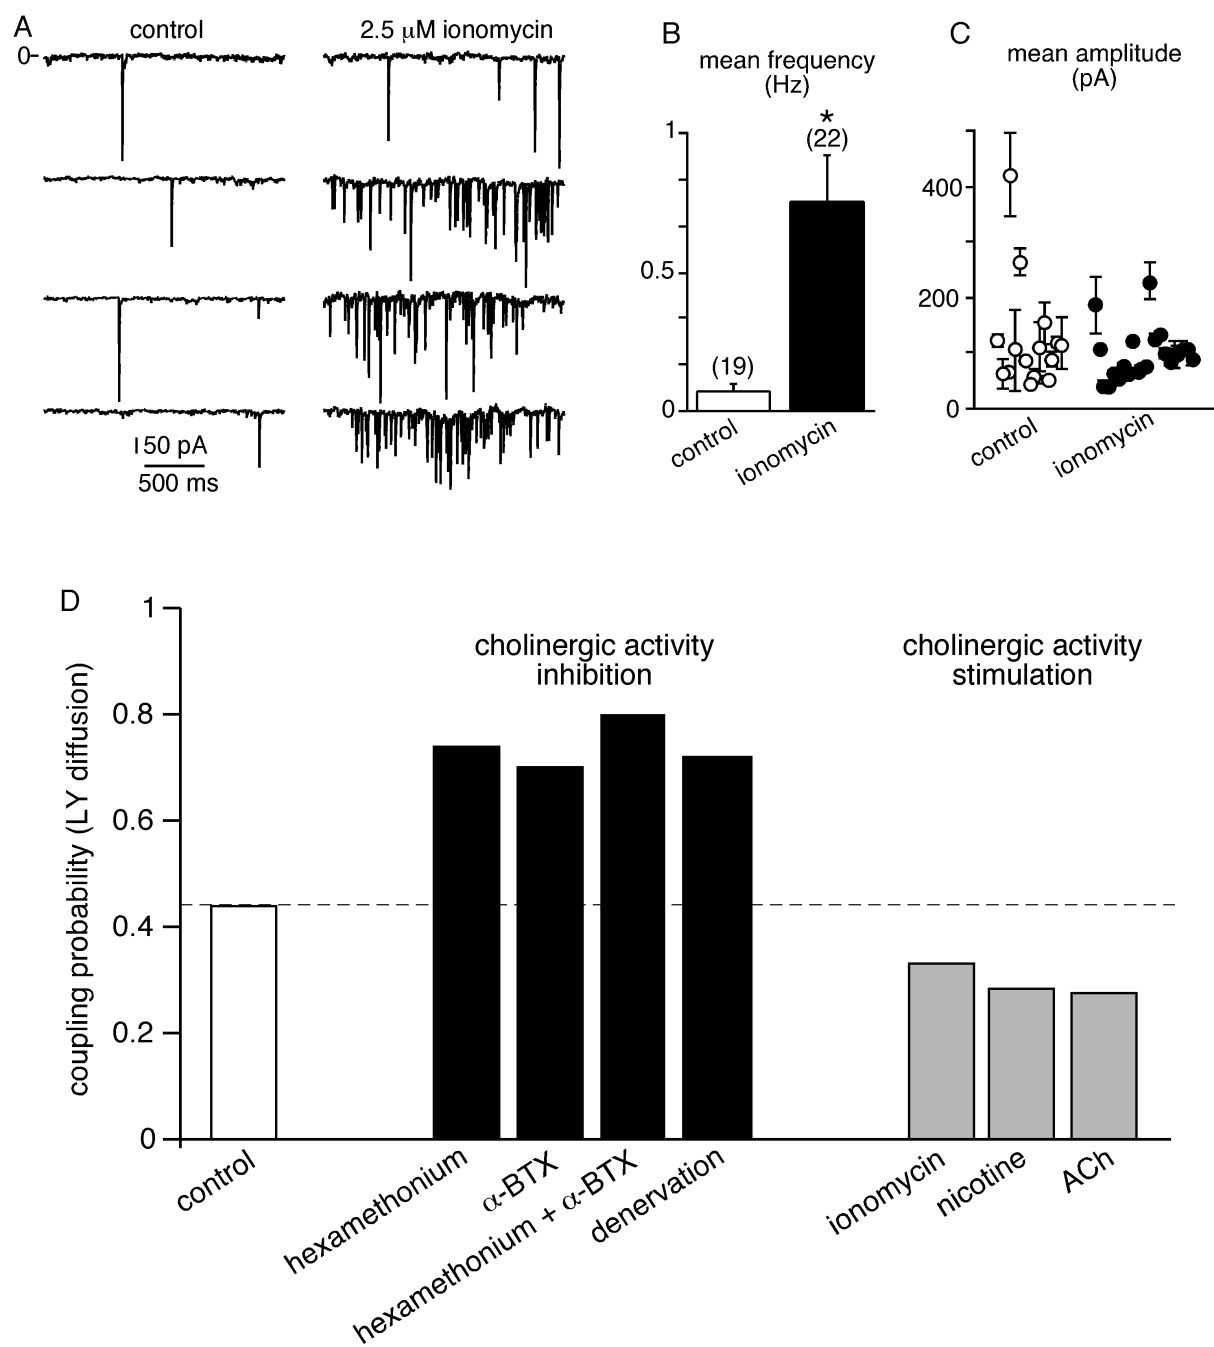 A
control
2.5 μM ionomycin
0
50 pA
500 ms
B
mean frequency
(Hz)
1
0.5
0
*
(22)
(19)
control
ionomycin
C
mean amplitude
(pA)
400
200
0
control
ionomycin
D
coupling probability (LY diffusion)
1
0.8
0.6
0.4
0.2
0
cholinergic activity
inhibition
cholinergic activity
stimulation
control
hexamethonium
α-BTX
hexamethonium + α-BTX
denervation
ionomycin
nicotine
ACh